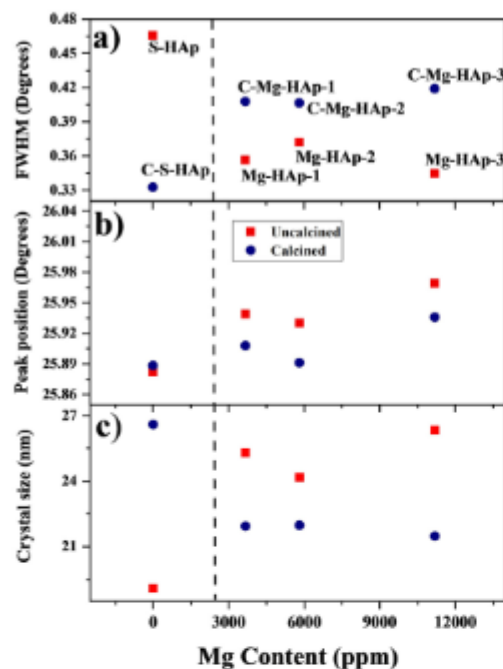 a)
FWHM (Degrees)
0.48
0.45
0.42
0.39
0.36
0.33
S-HAp
C-S-HAp
C-Mg-HAp-1
C-Mg-HAp-2
C-Mg-HAp-3
Mg-HAp-1
Mg-HAp-2
Mg-HAp-3
b)
Peak position (Degrees)
26.04
26.01
25.98
25.95
25.92
25.89
25.86
Uncalcined
Calcined
c)
Crystal size (nm)
27
24
21
0 3000 6000 9000 12000
Mg Content (ppm)